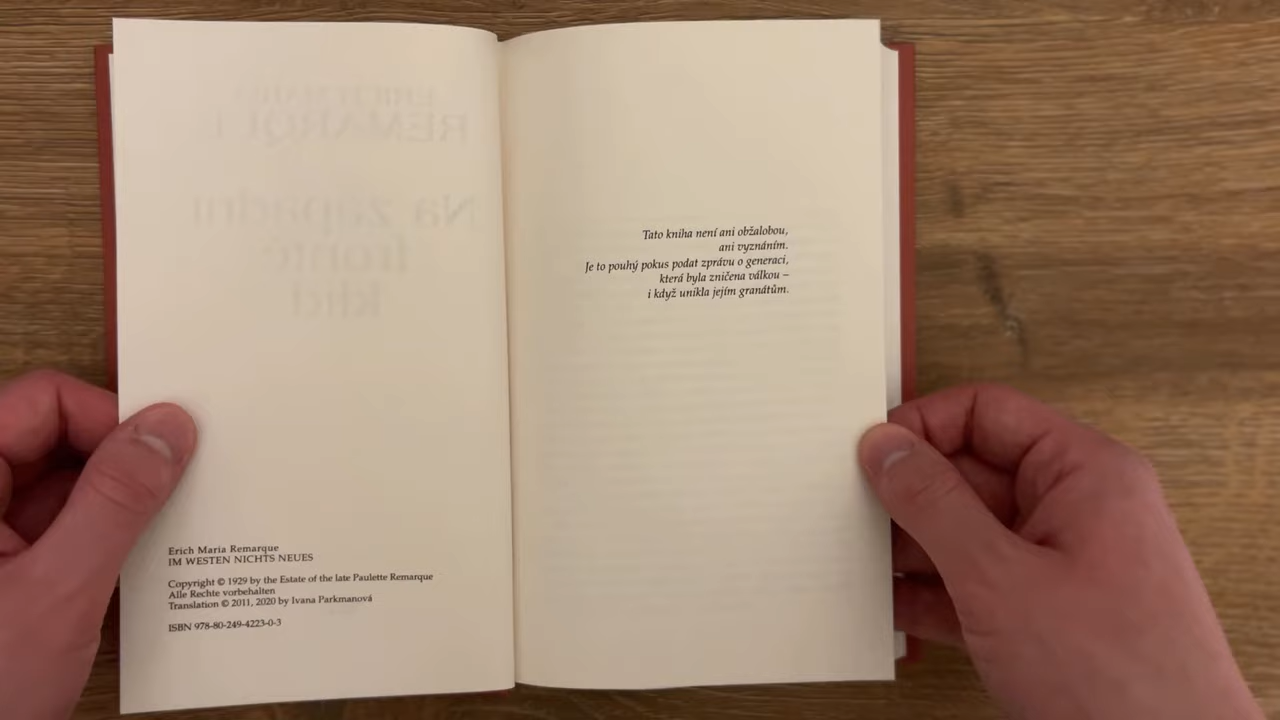 Erich Maria Remarque
IM WESTEN NICHTS NEUES
Copyright © 1929 by the Estate of the late Paulette Remarque
Alle Rechte vorbehalten
Translation © 2011, 2020 by Ivana Parkmanová
ISBN 978-80-249-4223-0-3
Tato kniha není ani obžalobou,
ani vyznáním.
Je to pouhý pokus podat zprávu o generaci,
která byla zničena válkou –
i když unikla jejím granátům.